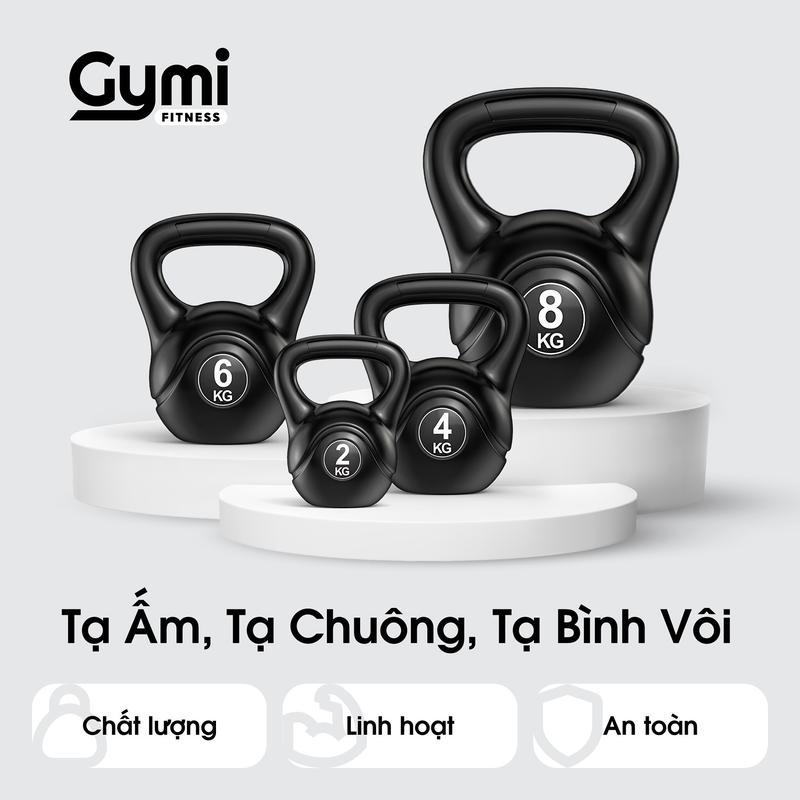 Gymi
FITNESS
8
KG
6
KG
4
KG
2
KG
Tạ Ấm, Tạ Chuông, Tạ Bình Vôi
Chất lượng
Linh hoạt
An toàn